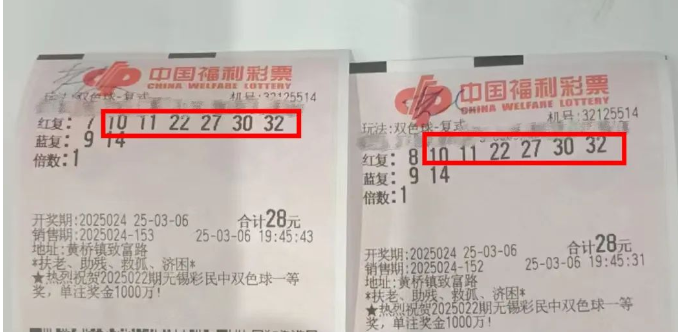 中国福利彩票
CHINA WELFARE LOTTERY
玩法:双色球-复式 机号:32125514
红复: 7 10 11 22 27 30 32
蓝复: 9 14
倍数:1
开奖期:2025024 25-03-06 合计28元
销售期:2025024-153 25-03-06 19:45:43
地址:黄桥镇致富路
*扶老、助残、救孤、济困*
★热烈祝贺2025022期无锡彩民中双色球一等
奖，单注奖金1000万!
中国福利彩票
CHINA WELFARE LOTTERY
玩法:双色球-复式 机号:32125514
红复: 8 10 11 22 27 30 32
蓝复: 9 14
倍数:1
开奖期:2025024 25-03-06 合计28元
销售期:2025024-152 25-03-06 19:45:31
地址:黄桥镇致富路
*扶老、助残、救孤、济困*
★热烈祝贺2025022期无锡彩民中双色球一等
奖，单注奖金1000万!